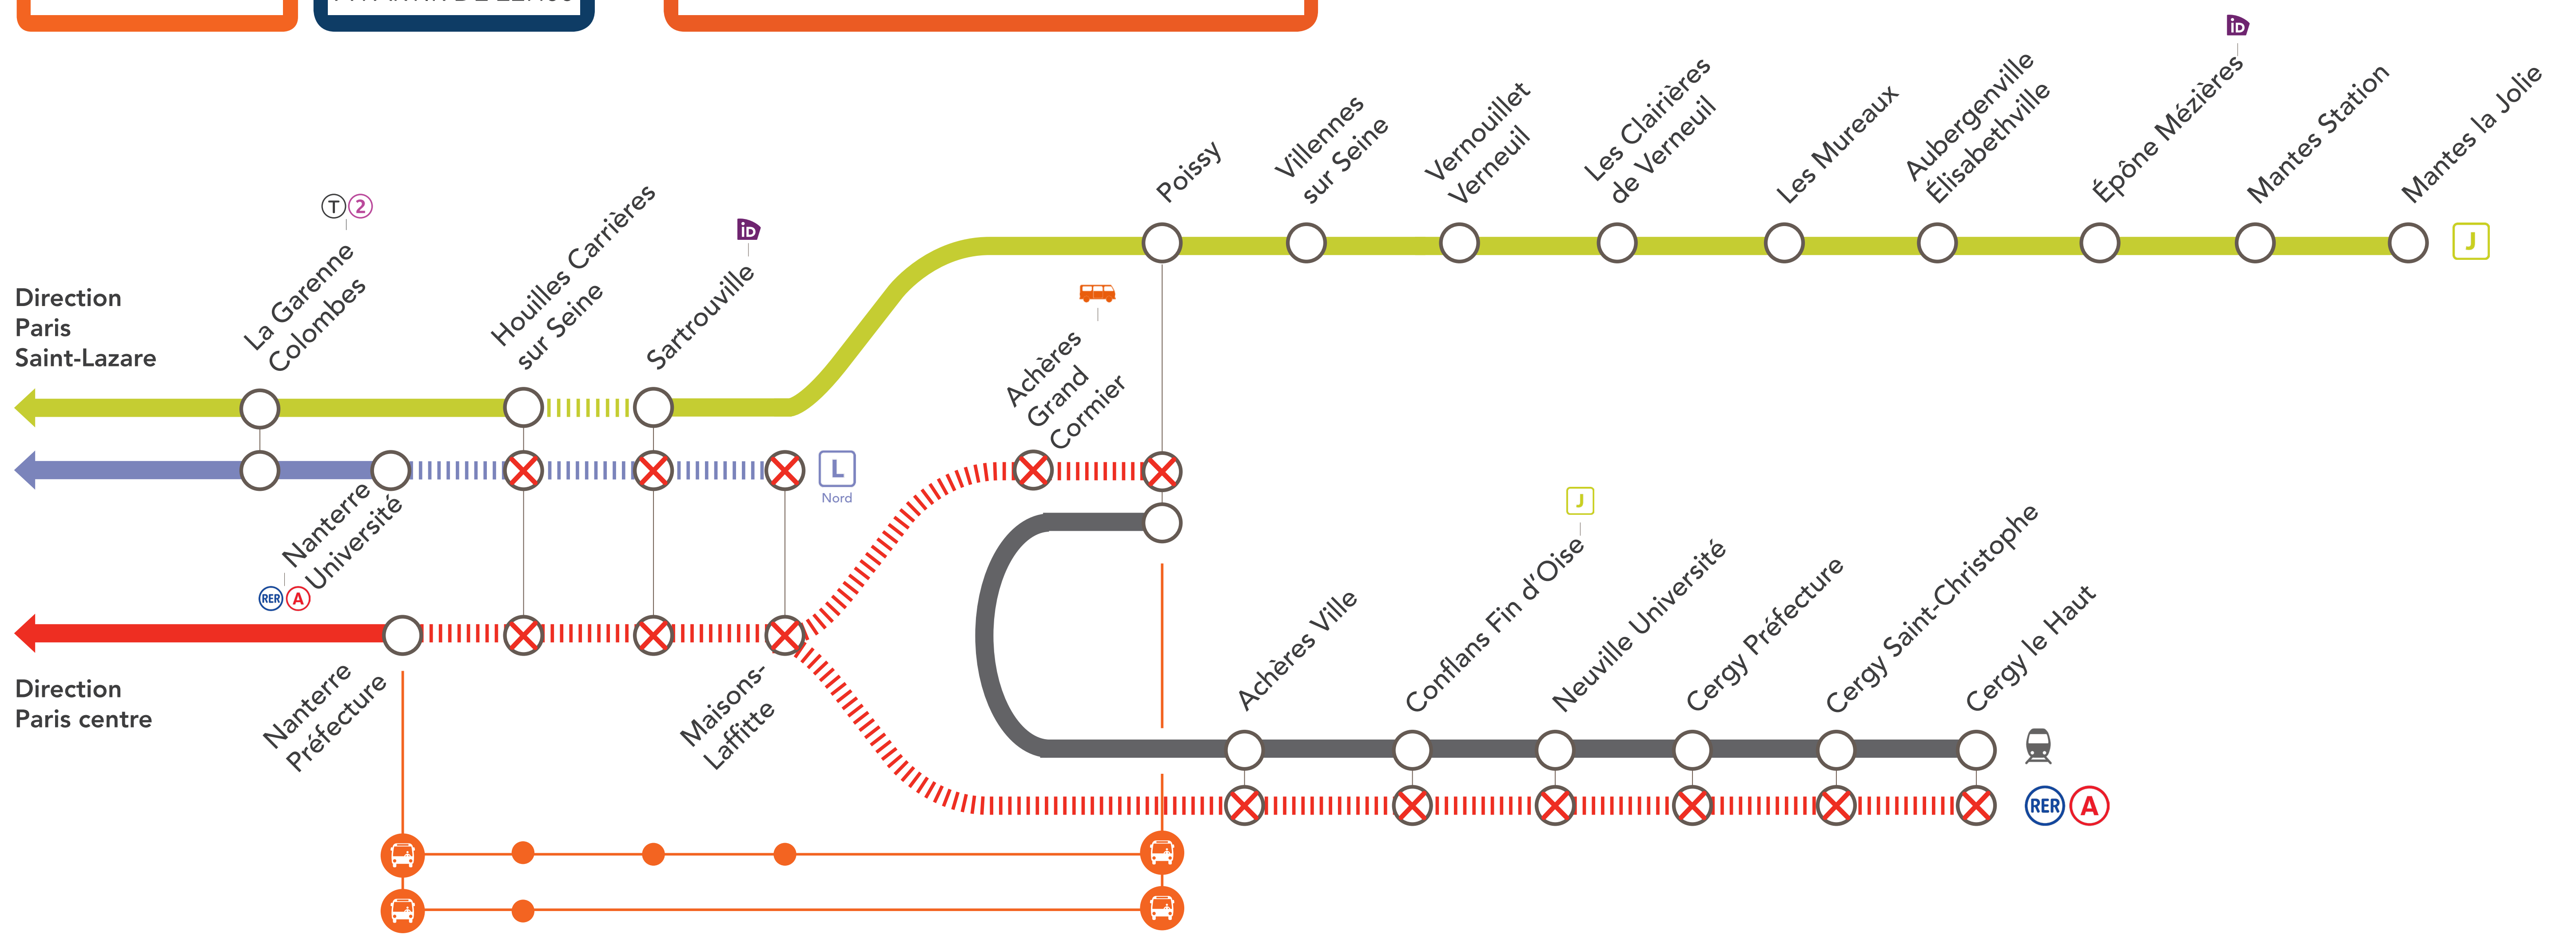 iD
T 2
La Garenne
Colombes
Houilles Carrières
sur Seine
iD
Sartrouville
Poissy
Villennes
sur Seine
Vernouillet
Verneuil
Les Clairières
de Verneuil
Les Mureaux
Aubergenville
Élisabethville
Épône Mézières
Mantes Station
Mantes la Jolie
J
Direction
Paris
Saint-Lazare
Achères
Grand
Cormier
L
Nord
Nanterre
Université
RER A
J
Direction
Paris centre
Nanterre
Préfecture
Maisons-
Laffitte
Achères Ville
Conflans Fin d'Oise
Neuville Université
Cergy Préfecture
Cergy Saint-Christophe
Cergy le Haut
RER A